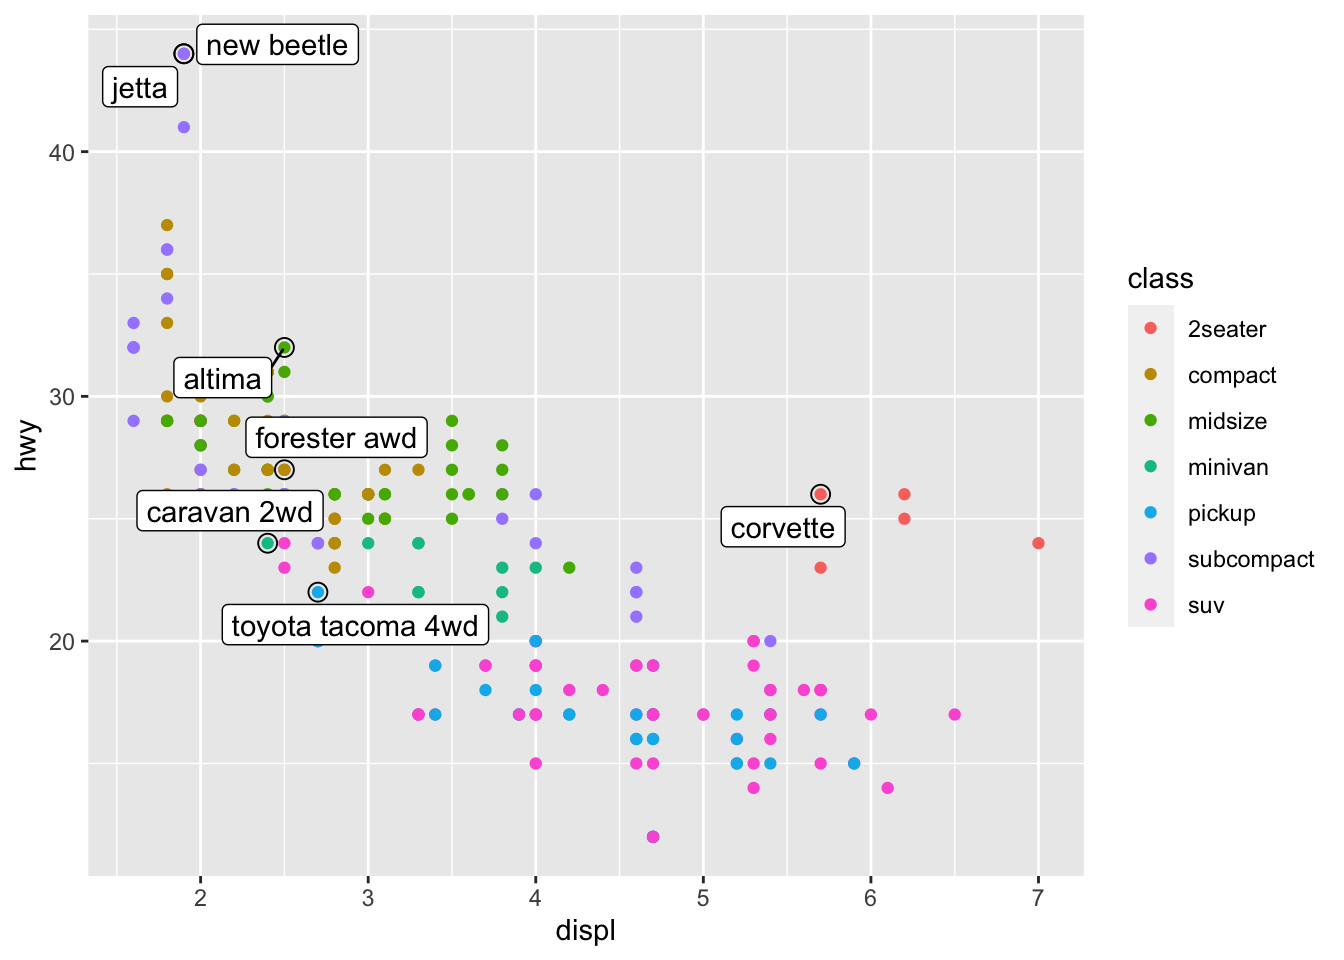 new beetle
jetta
altima
forester awd
caravan 2wd
toyota tacoma 4wd
corvette
hwy
40
30
20
2
3
4
5
6
7
displ
class
2seater
compact
midsize
minivan
pickup
subcompact
suv